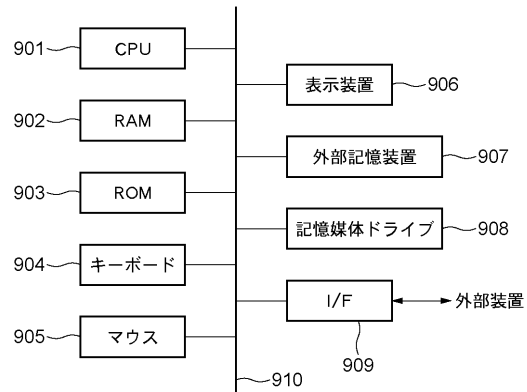 901
CPU
902
RAM
903
ROM
904
キーボード
905
マウス
表示装置
906
外部記憶装置
907
記憶媒体ドライブ
908
I/F
外部装置
909
910